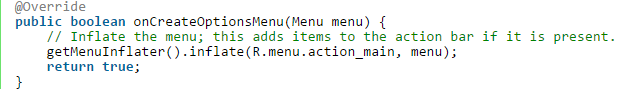 @Override
public boolean onCreateOptionsMenu(Menu menu) {
// Inflate the menu; this adds items to the action bar if it is present.
getMenuInflater().inflate(R.menu.action_main, menu);
return true;
}